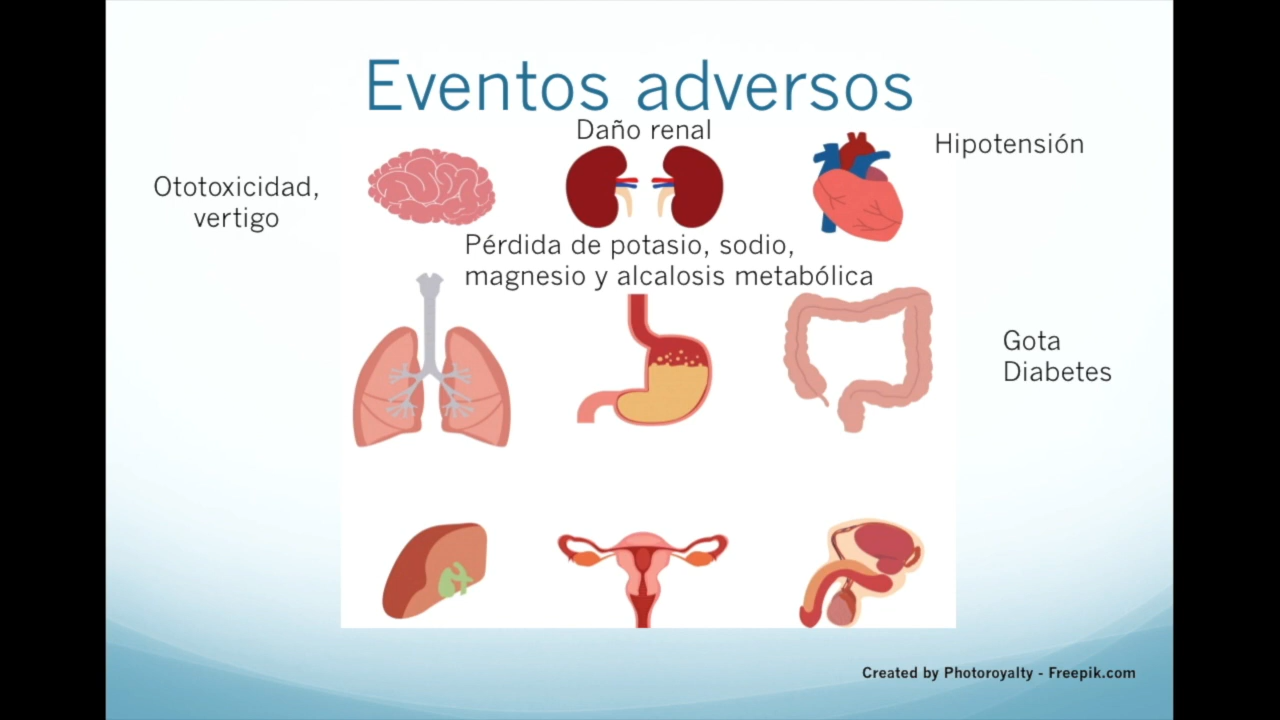 Eventos adversos
Daño renal
Hipotensión
Ototoxicidad,
vertigo
Pérdida de potasio, sodio,
magnesio y alcalosis metabólica
Gota
Diabetes
Created by Photoroyalty - Freepik.com